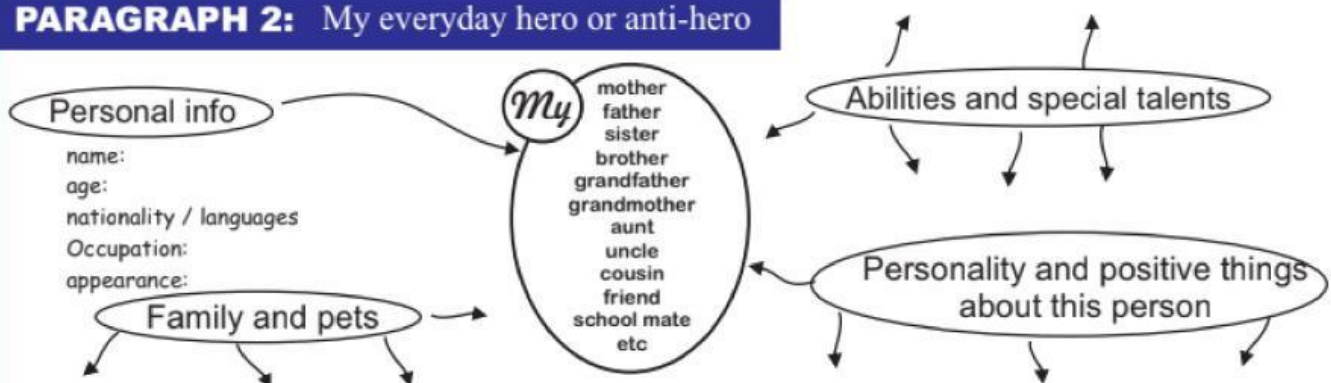 PARAGRAPH 2: My everyday hero or anti-hero
Personal info
name:
age:
nationality / languages
Occupation:
appearance:
Family and pets
My
mother
father
sister
brother
grandfather
grandmother
aunt
uncle
cousin
friend
school mate
etc
Abilities and special talents
Personality and positive things
about this person